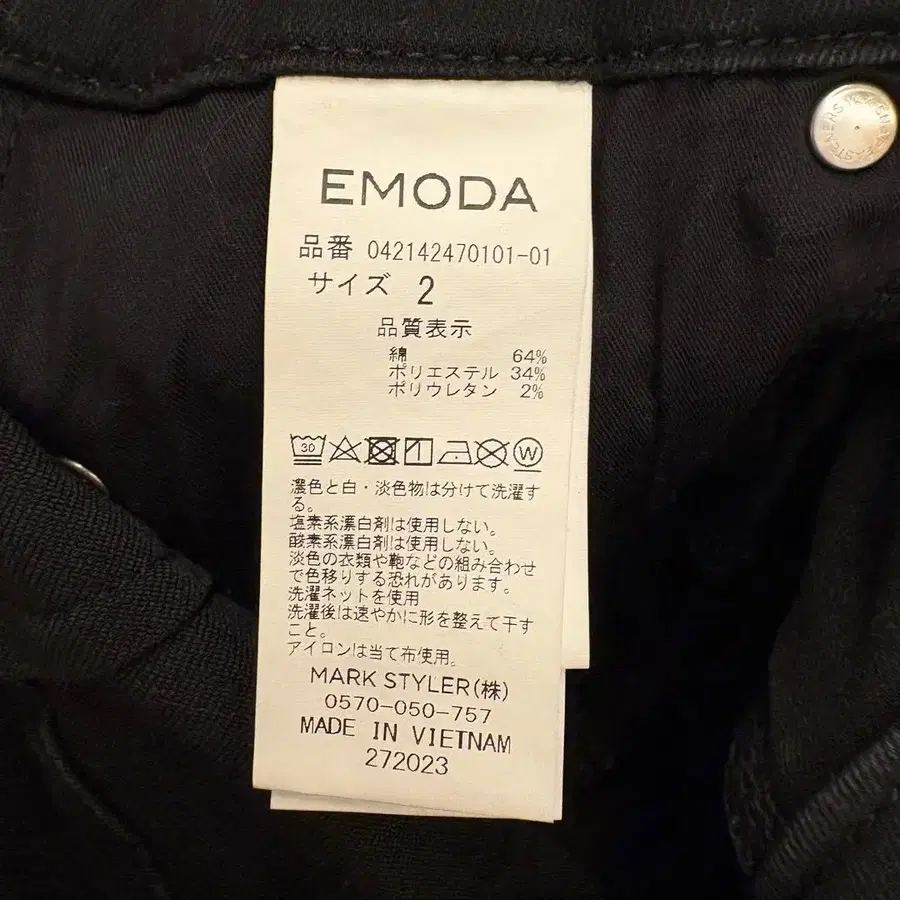 EMODA
品番 042142470101-01
サイズ 2
品質表示
綿 64%
ポリエステル 34%
ポリウレタン 2%
30 W
濃色と白・淡色物は分けて洗濯す
る。
塩素系漂白剤は使用しない。
酸素系漂白剤は使用しない。
淡色の衣類や鞄などの組み合わせ
で色移りする恐れがあります。
洗濯ネットを使用
洗濯後は速やかに形を整えて干す
こと。
アイロンは当て布使用。
MARK STYLER(株)
0570-050-757
MADE IN VIETNAM
272023